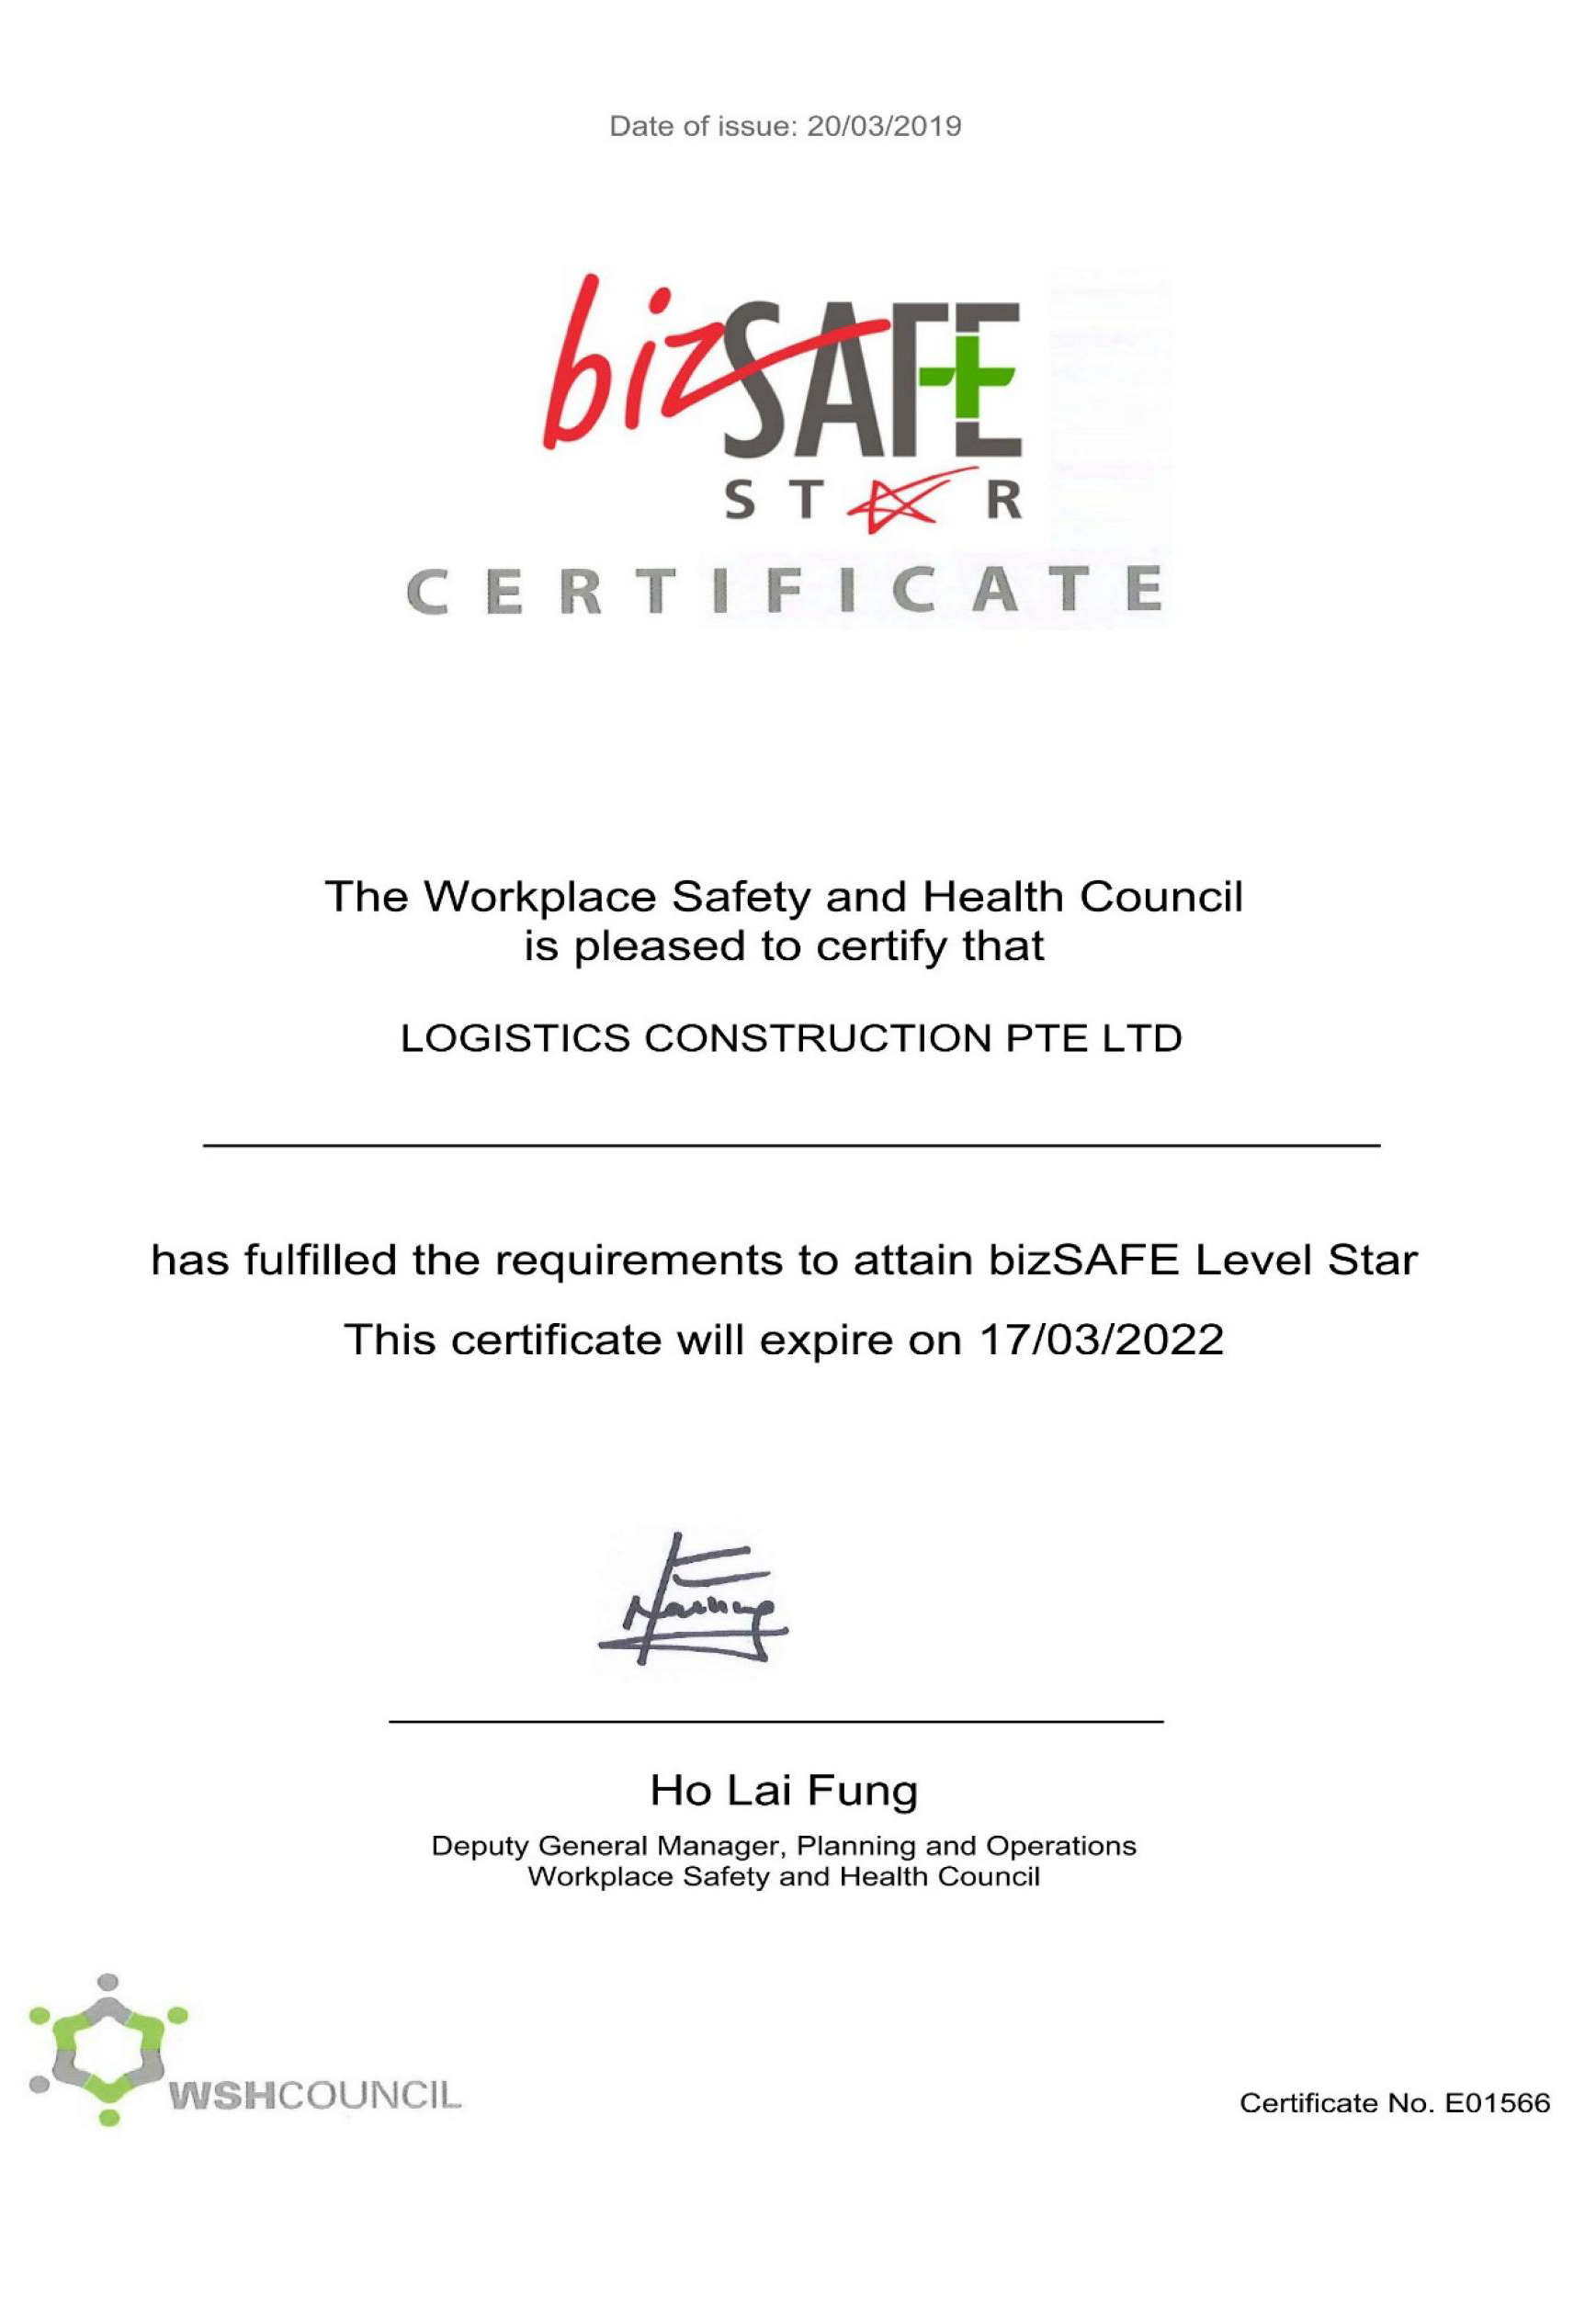 Date of issue: 20/03/2019
bizSAFE
STAR
CERTIFICATE
The Workplace Safety and Health Council
is pleased to certify that
LOGISTICS CONSTRUCTION PTE LTD
has fulfilled the requirements to attain bizSAFE Level Star
This certificate will expire on 17/03/2022
Ho Lai Fung
Deputy General Manager, Planning and Operations
Workplace Safety and Health Council
WSHCOUNCIL
Certificate No. E01566